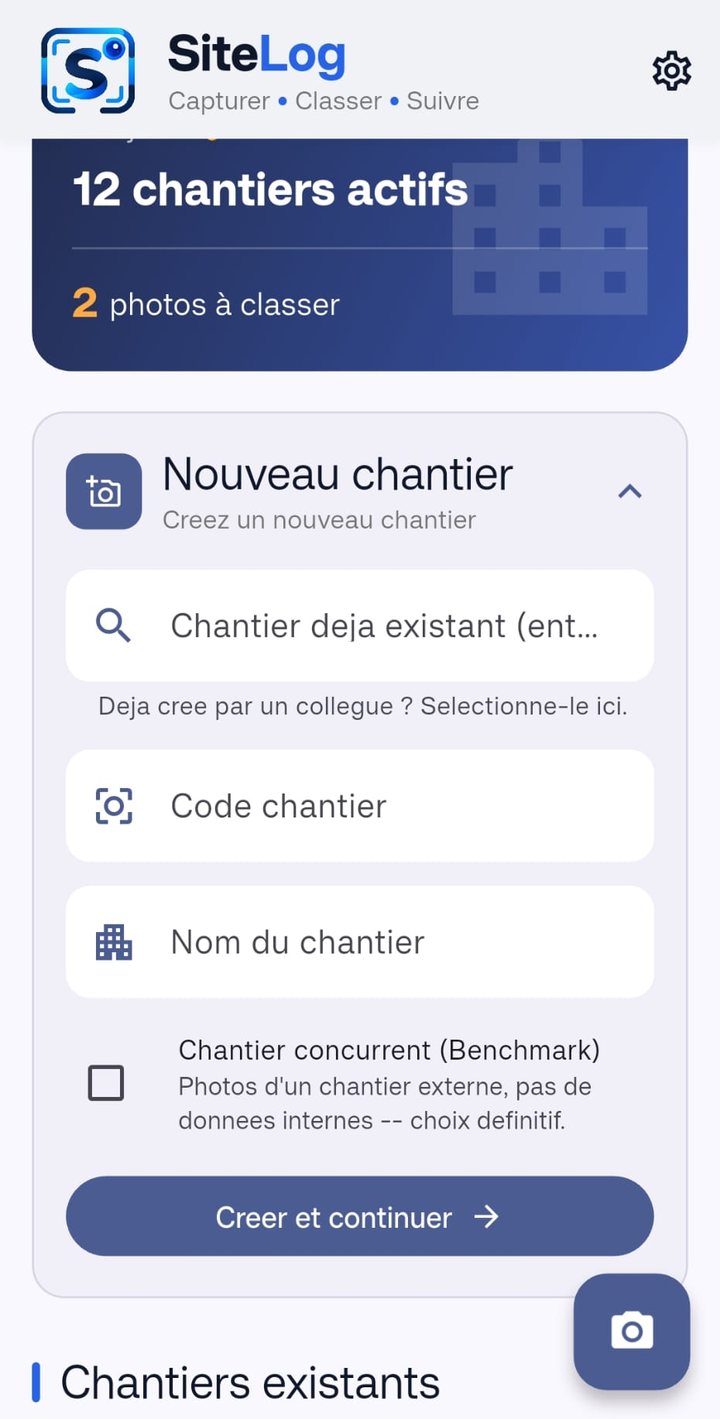 SiteLog
Capturer • Classer • Suivre
12 chantiers actifs
2 photos à classer
Nouveau chantier
Creez un nouveau chantier
Chantier deja existant (ent...
Deja cree par un collegue ? Selectionne-le ici.
Code chantier
Nom du chantier
Chantier concurrent (Benchmark)
Photos d'un chantier externe, pas de
donnees internes -- choix definitif.
Creer et continuer →
Chantiers existants